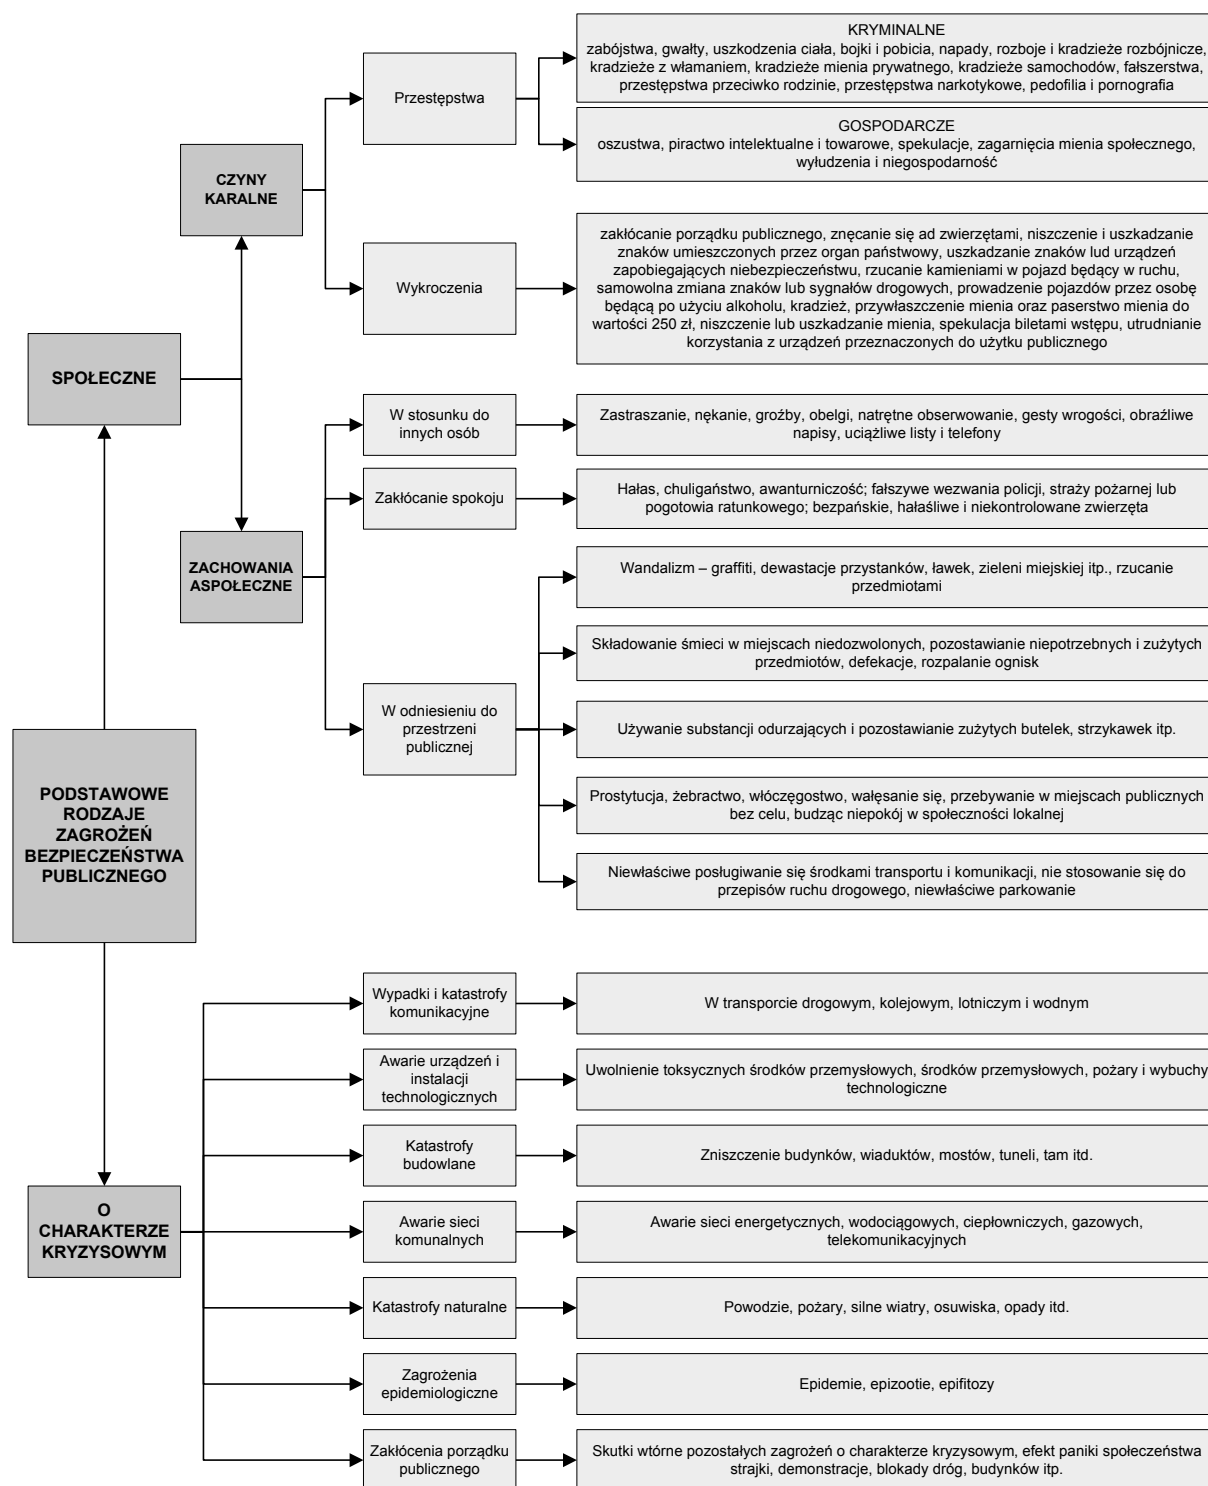 KRYMINALNE
zabójstwa, gwałty, uszkodzenia ciała, bojki i pobicia, napady, rozboje i kradzieże rozbójnicze,
kradzieże z włamaniem, kradzieże mienia prywatnego, kradzieże samochodów, fałszerstwa,
przestępstwa przeciwko rodzinie, przestępstwa narkotykowe, pedofilia i pornografia
Przestępstwa
GOSPODARCZE
oszustwa, piractwo intelektualne i towarowe, spekulacje, zagarnięcia mienia społecznego,
wyłudzenia i niegospodarność
CZYNY
KARALNE
Wykroczenia
zakłócanie porządku publicznego, znęcanie się ad zwierzętami, niszczenie i uszkadzanie
znaków umieszczonych przez organ państwowy, uszkadzanie znaków lud urządzeń
zapobiegających niebezpieczeństwu, rzucanie kamieniami w pojazd będący w ruchu,
samowolna zmiana znaków lub sygnałów drogowych, prowadzenie pojazdów przez osobę
będącą po użyciu alkoholu, kradzież, przywłaszczenie mienia oraz paserstwo mienia do
wartości 250 zł, niszczenie lub uszkadzanie mienia, spekulacja biletami wstępu, utrudnianie
korzystania z urządzeń przeznaczonych do użytku publicznego
SPOŁECZNE
W stosunku do
innych osób
Zastraszanie, nękanie, groźby, obelgi, natrętne obserwowanie, gesty wrogości, obraźliwe
napisy, uciążliwe listy i telefony
Zakłócanie spokoju
Hałas, chuligaństwo, awanturniczość; fałszywe wezwania policji, straży pożarnej lub
pogotowia ratunkowego; bezpańskie, hałaśliwe i niekontrolowane zwierzęta
ZACHOWANIA
ASPOŁECZNE
Wandalizm – graffiti, dewastacje przystanków, ławek, zieleni miejskiej itp., rzucanie
przedmiotami
Składowanie śmieci w miejscach niedozwolonych, pozostawianie niepotrzebnych i zużytych
przedmiotów, defekacje, rozpalanie ognisk
W odniesieniu do
przestrzeni
publicznej
Używanie substancji odurzających i pozostawianie zużytych butelek, strzykawek itp.
Prostytucja, żebractwo, włóczęgostwo, wałęsanie się, przebywanie w miejscach publicznych
bez celu, budząc niepokój w społeczności lokalnej
Niewłaściwe posługiwanie się środkami transportu i komunikacji, nie stosowanie się do
przepisów ruchu drogowego, niewłaściwe parkowanie
PODSTAWOWE
RODZAJE
ZAGROŻEŃ
BEZPIECZEŃSTWA
PUBLICZNEGO
Wypadki i katastrofy
komunikacyjne
W transporcie drogowym, kolejowym, lotniczym i wodnym
Awarie urządzeń i
instalacji
technologicznych
Uwolnienie toksycznych środków przemysłowych, środków przemysłowych, pożary i wybuchy
technologiczne
Katastrofy
budowlane
Zniszczenie budynków, wiaduktów, mostów, tuneli, tam itd.
O
CHARAKTERZE
KRYZYSOWYM
Awarie sieci
komunalnych
Awarie sieci energetycznych, wodociągowych, ciepłowniczych, gazowych,
telekomunikacyjnych
Katastrofy naturalne
Powodzie, pożary, silne wiatry, osuwiska, opady itd.
Zagrożenia
epidemiologiczne
Epidemie, epizootie, epifitozy
Zakłócenia porządku
publicznego
Skutki wtórne pozostałych zagrożeń o charakterze kryzysowym, efekt paniki społeczeństwa
strajki, demonstracje, blokady dróg, budynków itp.